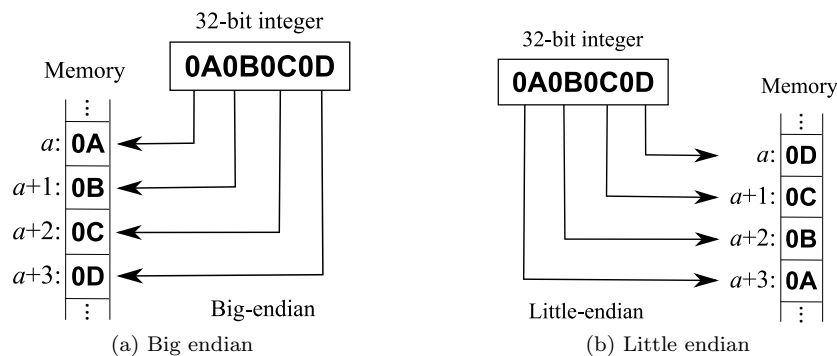 32-bit integer
0A0B0C0D
Memory
⋮
a: 0A
a+1: 0B
a+2: 0C
a+3: 0D
⋮
Big-endian
(a) Big endian
32-bit integer
0A0B0C0D
Memory
⋮
a: 0D
a+1: 0C
a+2: 0B
a+3: 0A
⋮
Little-endian
(b) Little endian